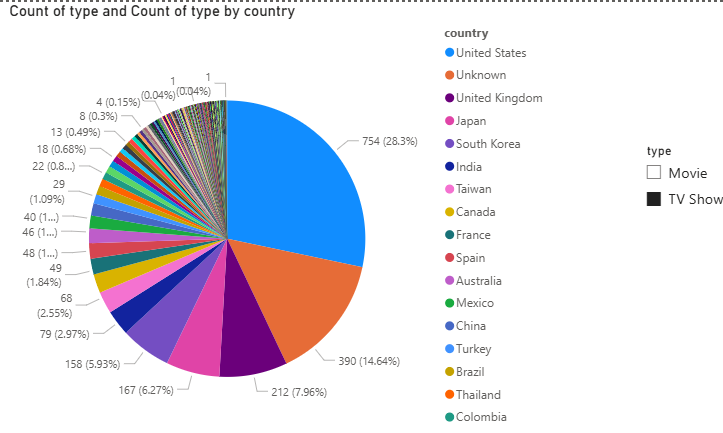 Count of type and Count of type by country
country
United States
Unknown
United Kingdom
Japan
South Korea
India
Taiwan
Canada
France
Spain
Australia
Mexico
China
Turkey
Brazil
Thailand
Colombia
type
Movie
TV Show
754 (28.3%)
390 (14.64%)
212 (7.96%)
167 (6.27%)
158 (5.93%)
79 (2.97%)
68
(2.55%)
49
(1.84%)
48 (1...)
46 (1...)
40 (1...)
29
(1.09%)
22 (0.8...)
18 (0.68%)
13 (0.49%)
8 (0.3%)
4 (0.15%)
1
(0.04%)
(0.04%)
1